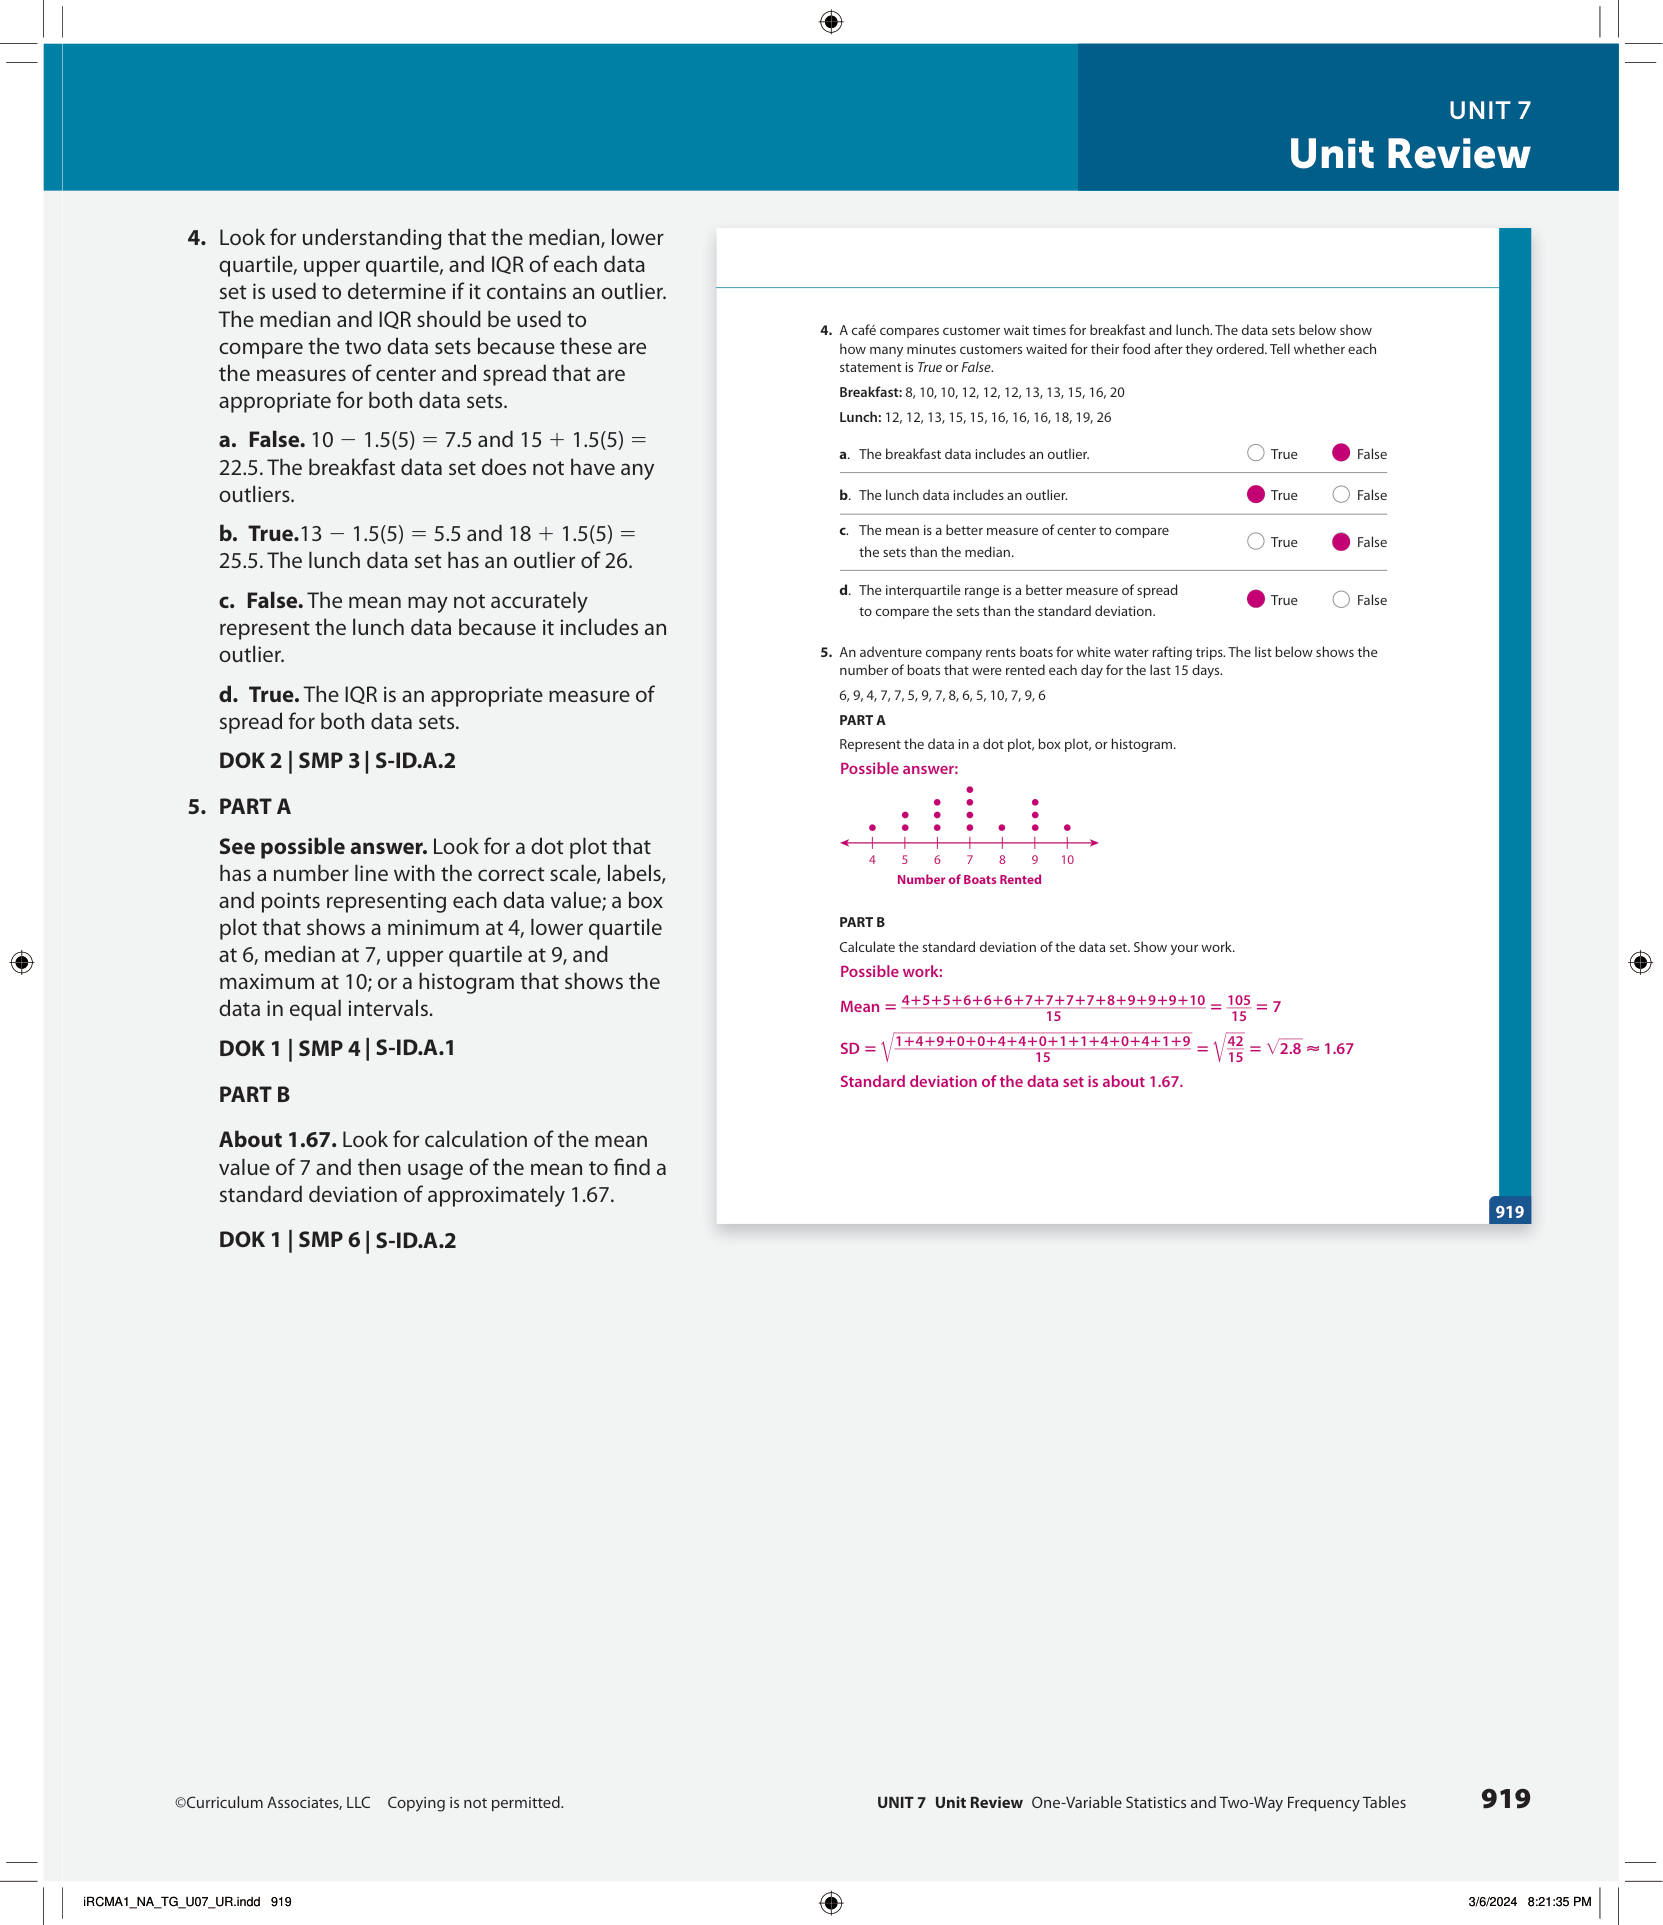 UNIT 7
Unit Review
4. Look for understanding that the median, lower
quartile, upper quartile, and IQR of each data
set is used to determine if it contains an outlier.
The median and IQR should be used to
compare the two data sets because these are
the measures of center and spread that are
appropriate for both data sets.
a. False. 10 − 1.5(5) = 7.5 and 15 + 1.5(5) =
22.5. The breakfast data set does not have any
outliers.
b. True.13 − 1.5(5) = 5.5 and 18 + 1.5(5) =
25.5. The lunch data set has an outlier of 26.
c. False. The mean may not accurately
represent the lunch data because it includes an
outlier.
d. True. The IQR is an appropriate measure of
spread for both data sets.
DOK 2 | SMP 3 | S-ID.A.2
5. PART A
See possible answer. Look for a dot plot that
has a number line with the correct scale, labels,
and points representing each data value; a box
plot that shows a minimum at 4, lower quartile
at 6, median at 7, upper quartile at 9, and
maximum at 10; or a histogram that shows the
data in equal intervals.
DOK 1 | SMP 4 | S-ID.A.1
PART B
About 1.67. Look for calculation of the mean
value of 7 and then usage of the mean to find a
standard deviation of approximately 1.67.
DOK 1 | SMP 6 | S-ID.A.2
4. A café compares customer wait times for breakfast and lunch. The data sets below show
how many minutes customers waited for their food after they ordered. Tell whether each
statement is True or False.
Breakfast: 8, 10, 10, 12, 12, 12, 13, 13, 15, 16, 20
Lunch: 12, 12, 13, 15, 15, 16, 16, 16, 18, 19, 26
a. The breakfast data includes an outlier. True False
b. The lunch data includes an outlier. True False
c. The mean is a better measure of center to compare
the sets than the median. True False
d. The interquartile range is a better measure of spread
to compare the sets than the standard deviation. True False
5. An adventure company rents boats for white water rafting trips. The list below shows the
number of boats that were rented each day for the last 15 days.
6, 9, 4, 7, 7, 5, 9, 7, 8, 6, 5, 10, 7, 9, 6
PART A
Represent the data in a dot plot, box plot, or histogram.
Possible answer:
4 5 6 7 8 9 10
Number of Boats Rented
PART B
Calculate the standard deviation of the data set. Show your work.
Possible work:
Mean = 4+5+5+6+6+6+7+7+7+7+8+9+9+9+10 / 15 = 105 / 15 = 7
SD = √(1+4+9+0+0+4+4+0+1+1+4+0+4+1+9 / 15) = √(42 / 15) = √2.8 ≈ 1.67
Standard deviation of the data set is about 1.67.
919
©Curriculum Associates, LLC Copying is not permitted.
UNIT 7 Unit Review One-Variable Statistics and Two-Way Frequency Tables 919
iRCMA1_NA_TG_U07_UR.indd 919
3/6/2024 8:21:35 PM